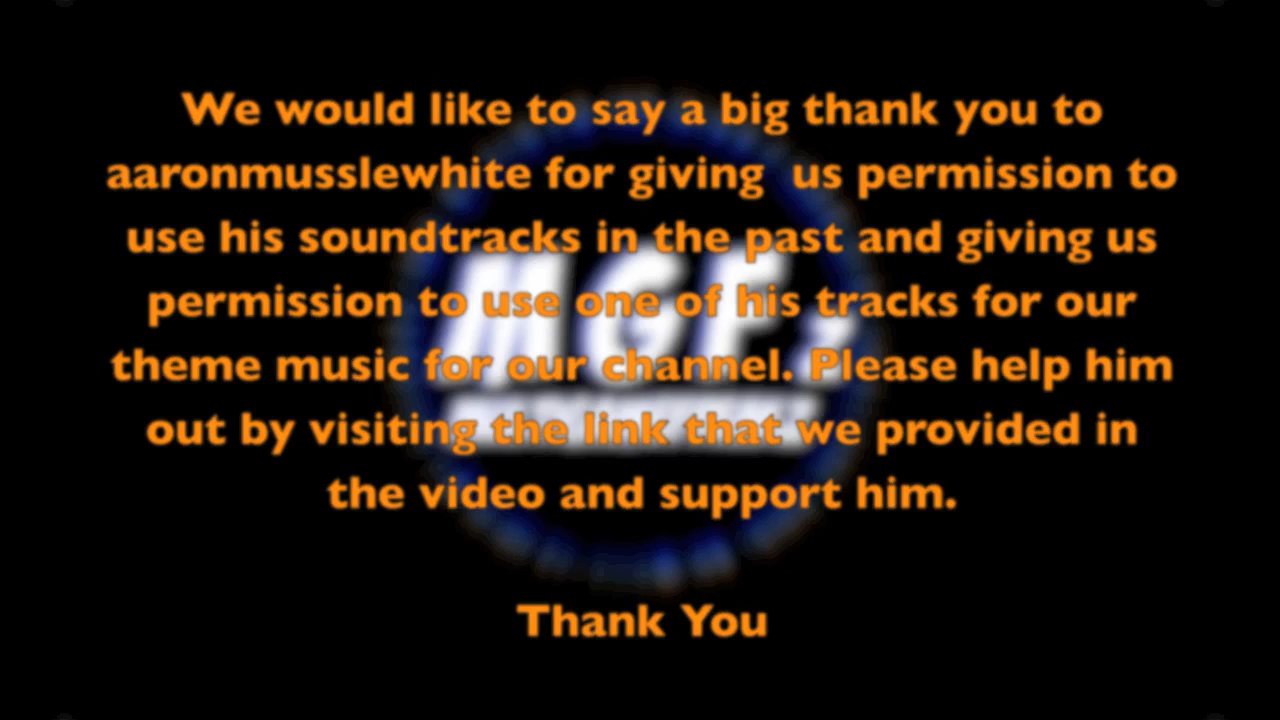 We would like to say a big thank you to
aaronmusslewhite for giving  us permission to
use his soundtracks in the past and giving us
permission to use one of his tracks for our
theme music for our channel. Please help him
out by visiting the link that we provided in
the video and support him.
Thank You
MGFs